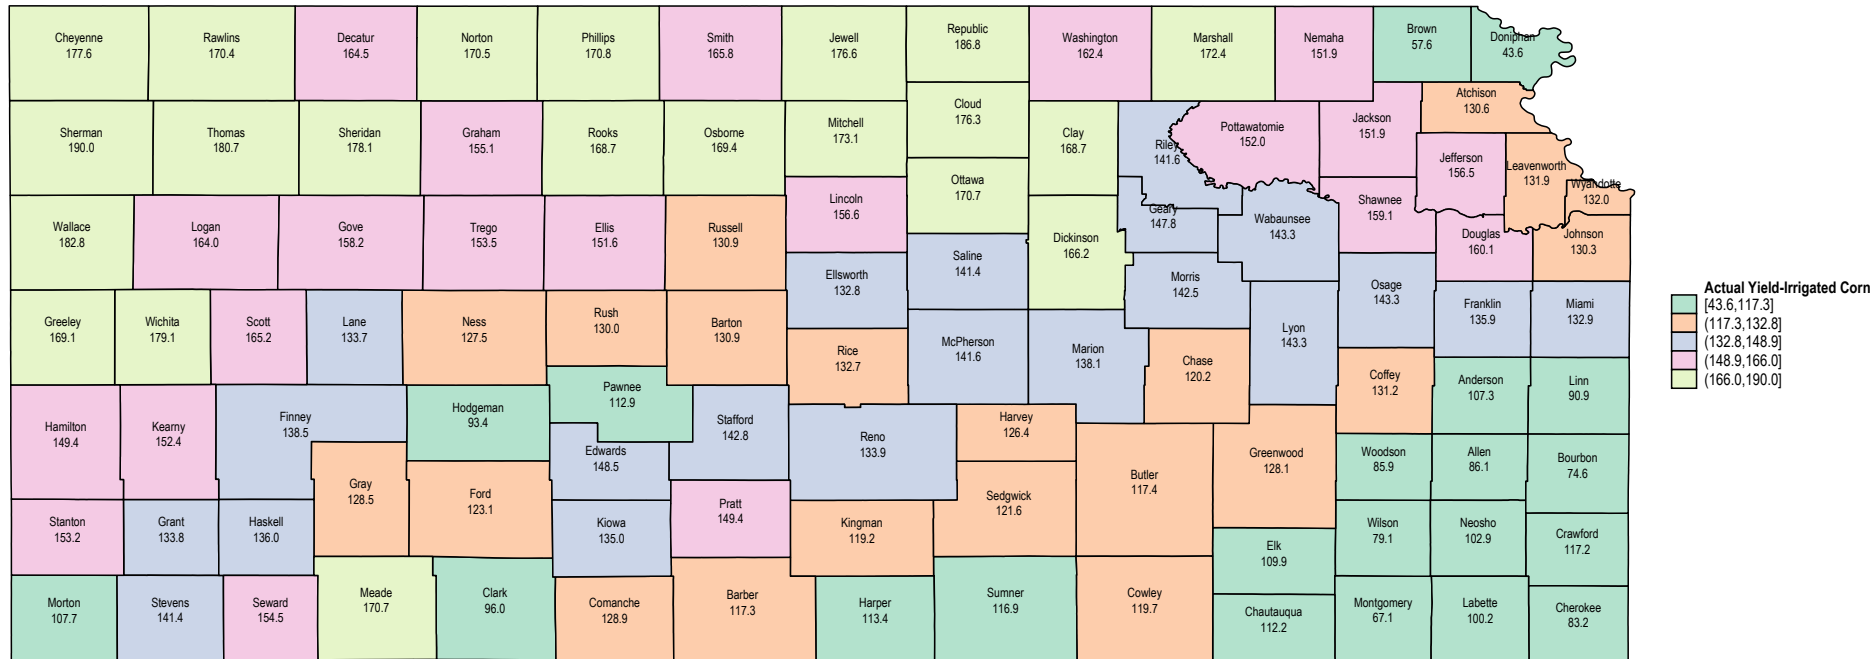 Cheyenne
177.6
Rawlins
170.4
Decatur
164.5
Norton
170.5
Phillips
170.8
Smith
165.8
Jewell
176.6
Republic
186.8
Washington
162.4
Marshall
172.4
Nemaha
151.9
Brown
57.6
Doniphan
43.6
Sherman
190.0
Thomas
180.7
Sheridan
178.1
Graham
155.1
Rooks
168.7
Osborne
169.4
Mitchell
173.1
Cloud
176.3
Clay
168.7
Riley
141.6
Pottawatomie
152.0
Jackson
151.9
Atchison
130.6
Jefferson
156.5
Leavenworth
131.9
Wyandotte
132.0
Wallace
182.8
Logan
164.0
Gove
158.2
Trego
153.5
Ellis
151.6
Russell
130.9
Lincoln
156.6
Ottawa
170.7
Dickinson
166.2
Geary
147.8
Wabaunsee
143.3
Shawnee
159.1
Douglas
160.1
Johnson
130.3
Ellsworth
132.8
Saline
141.4
Morris
142.5
Osage
143.3
Franklin
135.9
Miami
132.9
Greeley
169.1
Wichita
179.1
Scott
165.2
Lane
133.7
Ness
127.5
Rush
130.0
Barton
130.9
Rice
132.7
McPherson
141.6
Marion
138.1
Chase
120.2
Lyon
143.3
Coffey
131.2
Anderson
107.3
Linn
90.9
Hamilton
149.4
Kearny
152.4
Finney
138.5
Hodgeman
93.4
Pawnee
112.9
Stafford
142.8
Edwards
148.5
Reno
133.9
Harvey
126.4
Butler
117.4
Greenwood
128.1
Woodson
85.9
Allen
86.1
Bourbon
74.6
Gray
128.5
Ford
123.1
Pratt
149.4
Sedgwick
121.6
Stanton
153.2
Grant
133.8
Haskell
136.0
Kiowa
135.0
Kingman
119.2
Elk
109.9
Wilson
79.1
Neosho
102.9
Crawford
117.2
Morton
107.7
Stevens
141.4
Seward
154.5
Meade
170.7
Clark
96.0
Comanche
128.9
Barber
117.3
Harper
113.4
Sumner
116.9
Cowley
119.7
Chautauqua
112.2
Montgomery
67.1
Labette
100.2
Cherokee
83.2
Actual Yield-Irrigated Corn
[43.6,117.3]
(117.3,132.8]
(132.8,148.9]
(148.9,166.0]
(166.0,190.0]